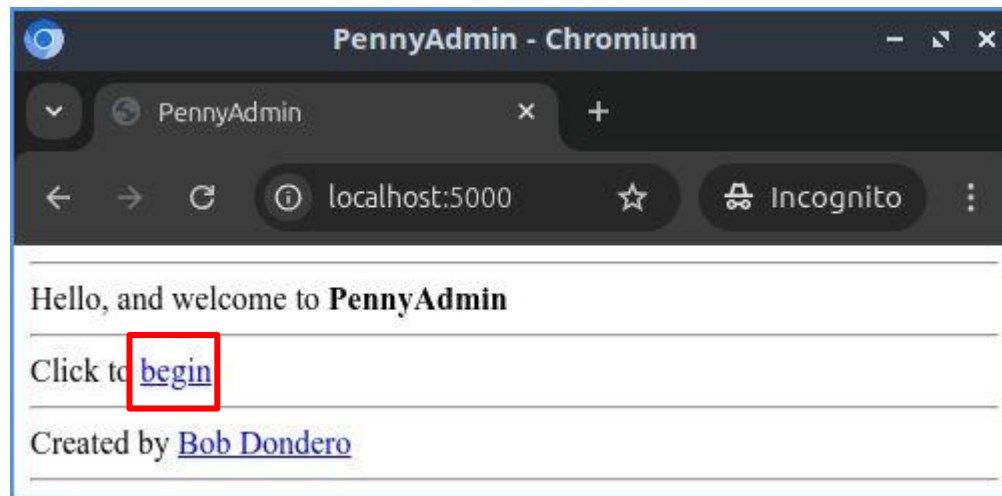 PennyAdmin - Chromium
PennyAdmin
localhost:5000 Incognito
Hello, and welcome to PennyAdmin
Click to begin
Created by Bob Dondero